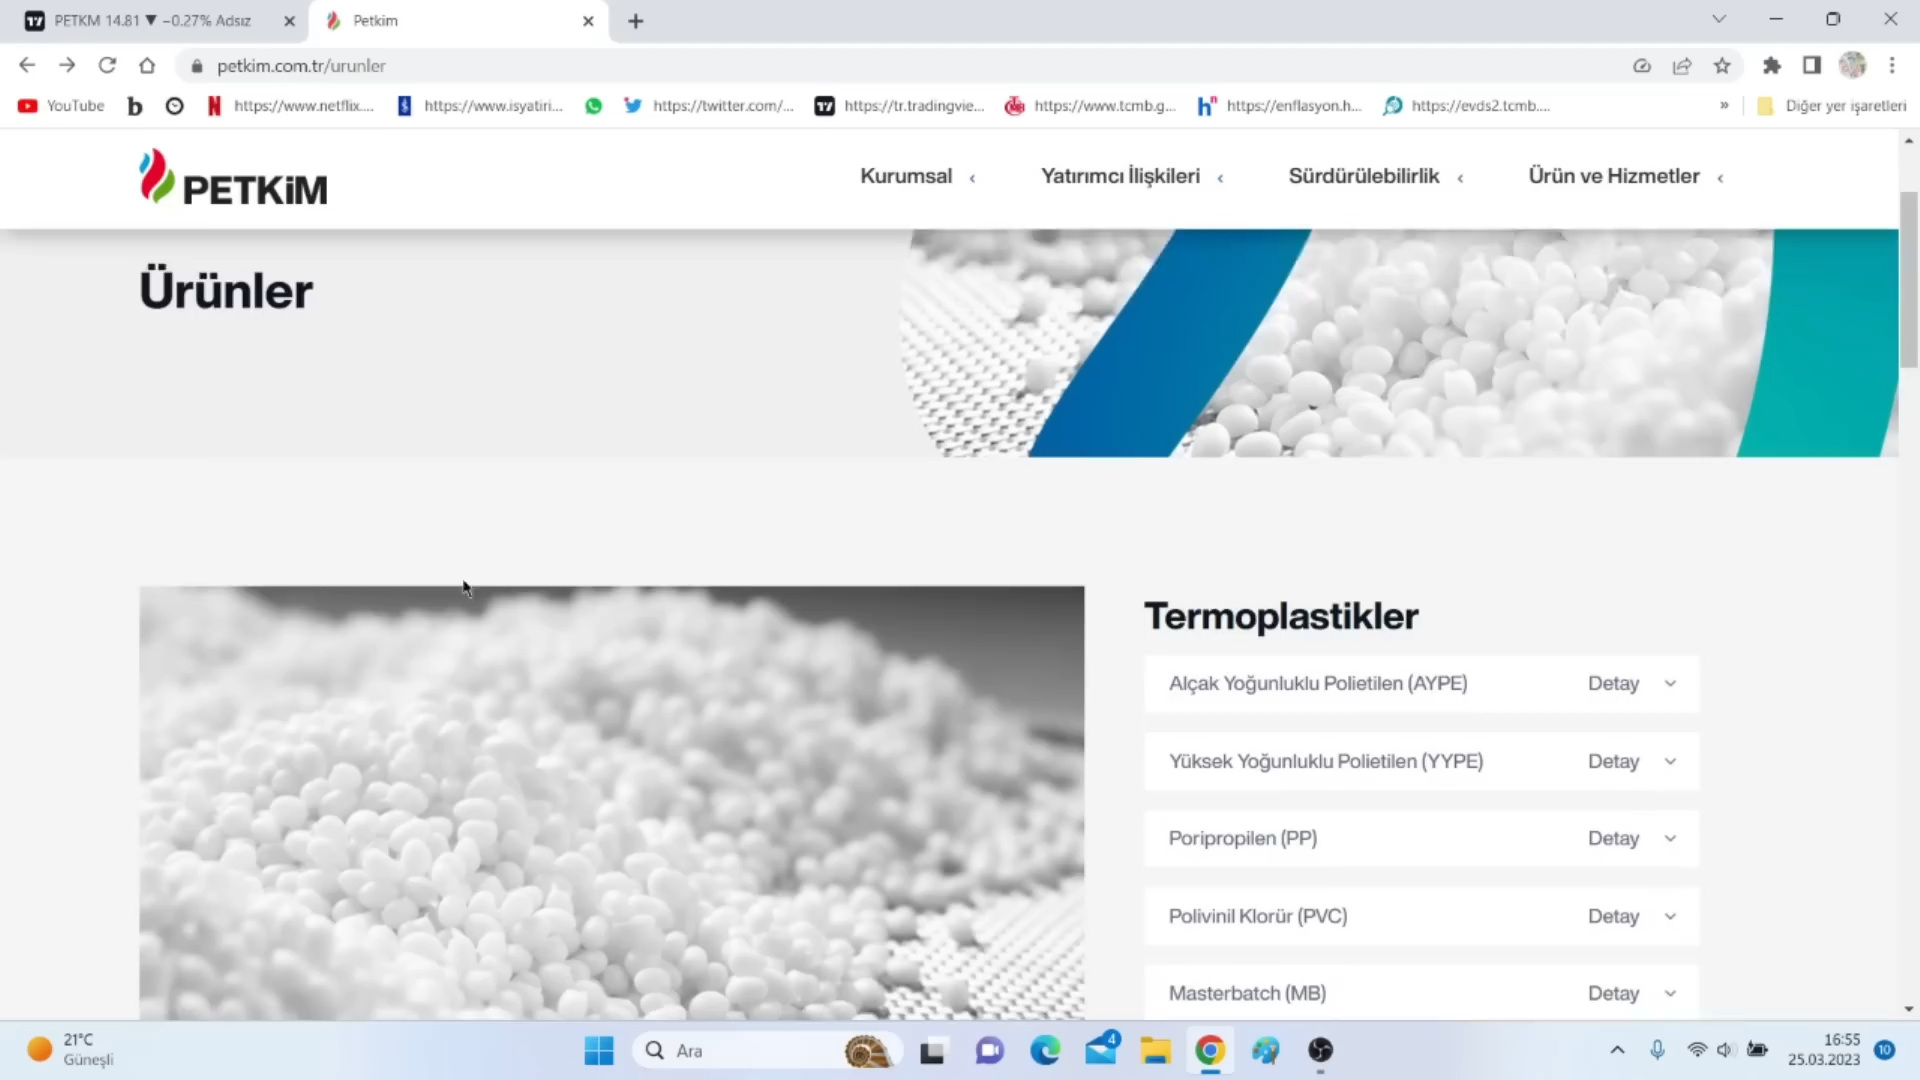 PETKM 14.81 ▼ −0.27% Adsız
Petkim
petkim.com.tr/urunler
YouTube
https://www.netflix....
https://www.isyatiri...
https://twitter.com/...
https://tr.tradingvie...
https://www.tcmb.g...
https://enflasyon.h...
https://evds2.tcmb....
»
Diğer yer işaretleri
PETKiM
Kurumsal
Yatırımcı İlişkileri
Sürdürülebilirlik
Ürün ve Hizmetler
Ürünler
Termoplastikler
Alçak Yoğunluklu Polietilen (AYPE) Detay
Yüksek Yoğunluklu Polietilen (YYPE) Detay
Poripropilen (PP) Detay
Polivinil Klorür (PVC) Detay
Masterbatch (MB) Detay
21°C
Güneşli
Ara
4
16:55
25.03.2023
10